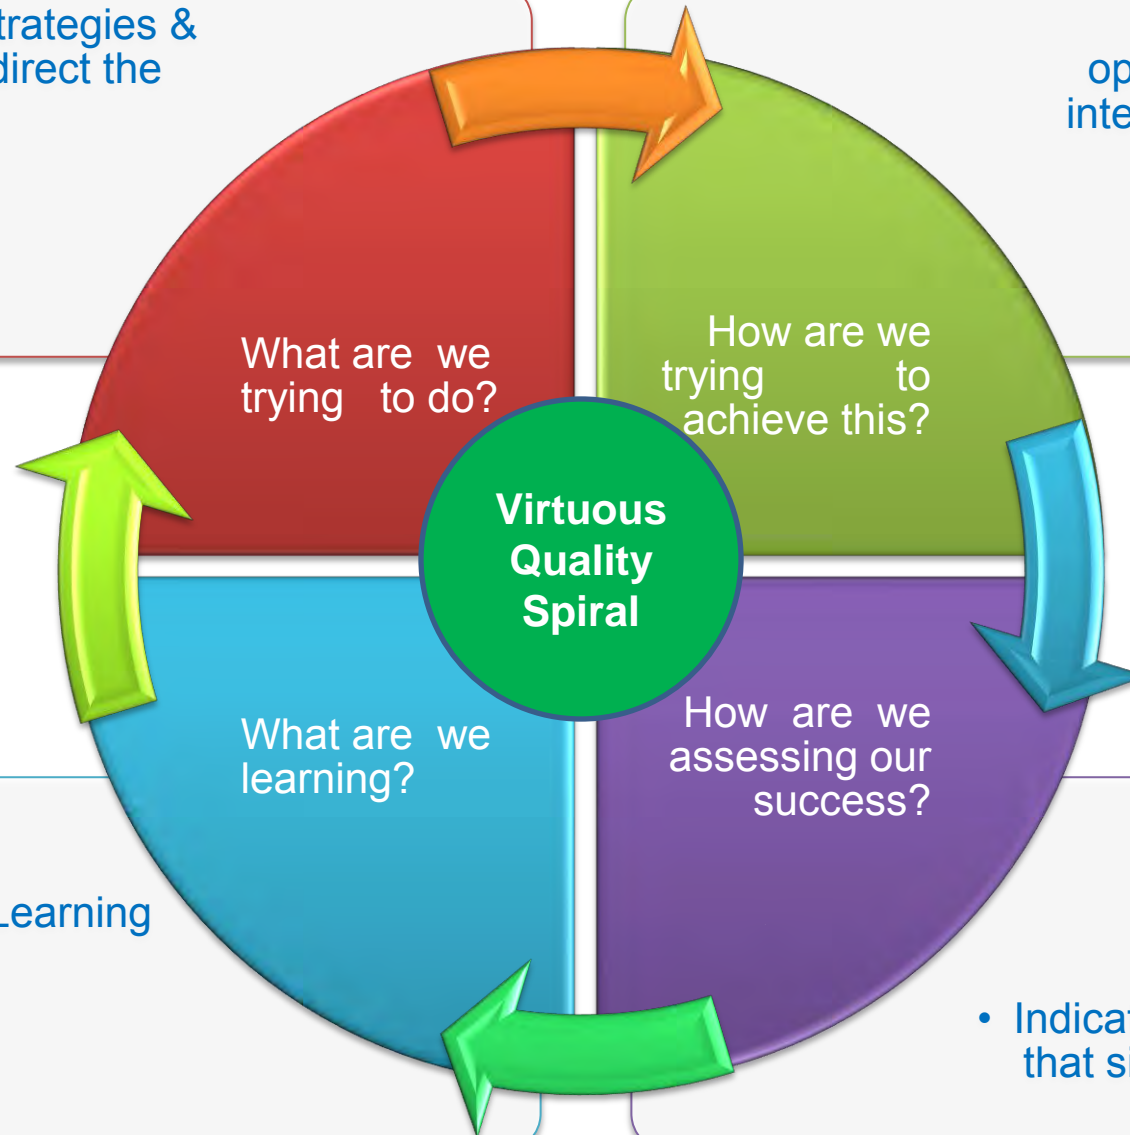 trategies &
direct the
What are we
trying to do?
How are we
trying to
achieve this?
Virtuous
Quality
Spiral
What are we
learning?
How are we
assessing our
success?
Learning
• Indica
that si
op
inte